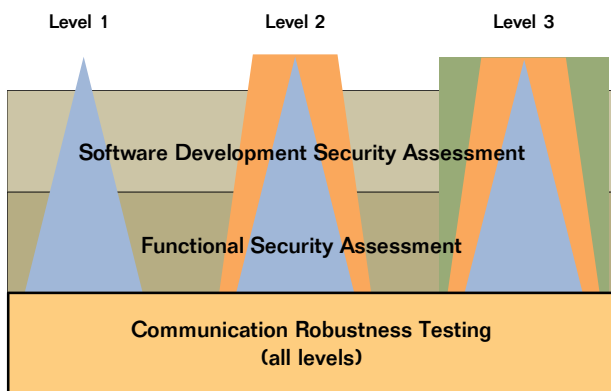 Level 1 Level 2 Level 3
Software Development Security Assessment
Functional Security Assessment
Communication Robustness Testing
(all levels)